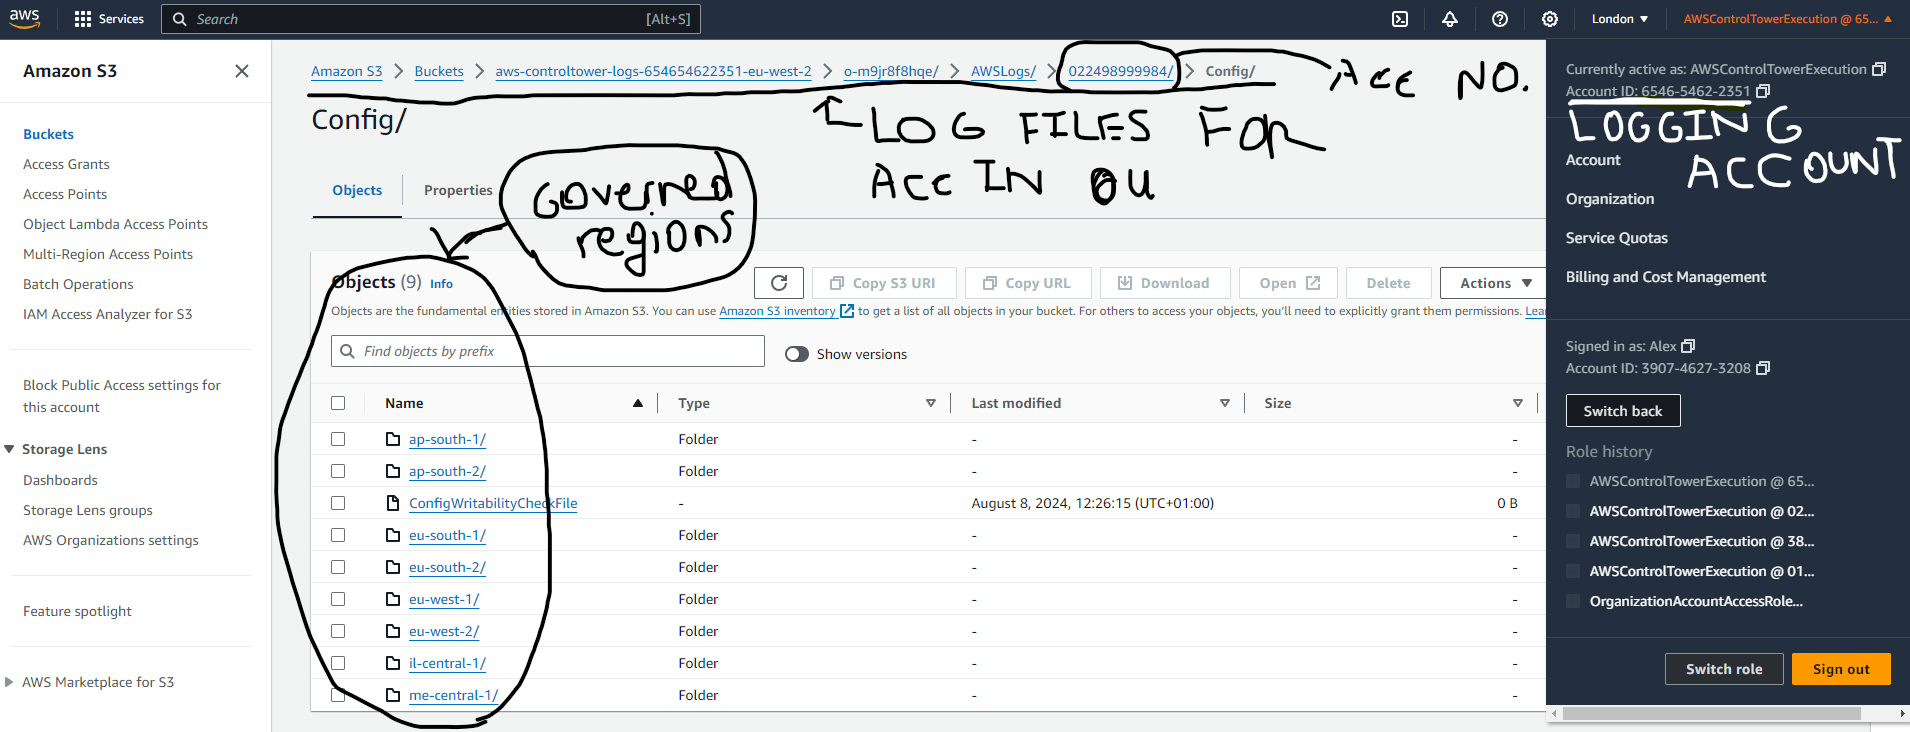 aws
Services
Search
[Alt+S]
London
AWSControlTowerExecution @ 65...
Amazon S3
Buckets
Access Grants
Access Points
Object Lambda Access Points
Multi-Region Access Points
Batch Operations
IAM Access Analyzer for S3
Block Public Access settings for
this account
Storage Lens
Dashboards
Storage Lens groups
AWS Organizations settings
Feature spotlight
AWS Marketplace for S3
Amazon S3 > Buckets > aws-controltower-logs-654654622351-eu-west-2 > o-m9jr8f8hqe/ > AWSLogs/ > 022498999984/ > Config/
ACC NO.
Config/
LOG FILES FOR
ACC IN OU
Objects
Properties
Governed
regions
Objects (9) Info
Copy S3 URI
Copy URL
Download
Open
Delete
Actions
Objects are the fundamental entities stored in Amazon S3. You can use Amazon S3 inventory to get a list of all objects in your bucket. For others to access your objects, you'll need to explicitly grant them permissions. Lear
Find objects by prefix
Show versions
Name Type Last modified Size
ap-south-1/ Folder - -
ap-south-2/ Folder - -
ConfigWritabilityCheckFile - August 8, 2024, 12:26:15 (UTC+01:00) 0 B
eu-south-1/ Folder - -
eu-south-2/ Folder - -
eu-west-1/ Folder - -
eu-west-2/ Folder - -
il-central-1/ Folder - -
me-central-1/ Folder - -
Currently active as: AWSControlTowerExecution
Account ID: 6546-5462-2351
LOGGING
ACCOUNT
Account
Organization
Service Quotas
Billing and Cost Management
Signed in as: Alex
Account ID: 3907-4627-3208
Switch back
Role history
AWSControlTowerExecution @ 65...
AWSControlTowerExecution @ 02...
AWSControlTowerExecution @ 38...
AWSControlTowerExecution @ 01...
OrganizationAccountAccessRole...
Switch role
Sign out